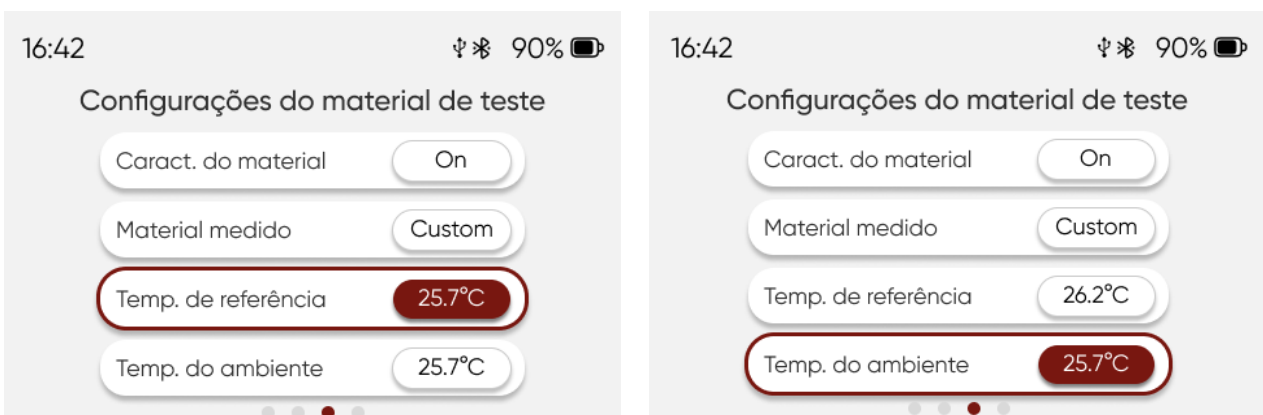 16:42 90%
Configurações do material de teste
Caract. do material On
Material medido Custom
Temp. de referência 25.7°C
Temp. do ambiente 25.7°C
16:42 90%
Configurações do material de teste
Caract. do material On
Material medido Custom
Temp. de referência 26.2°C
Temp. do ambiente 25.7°C